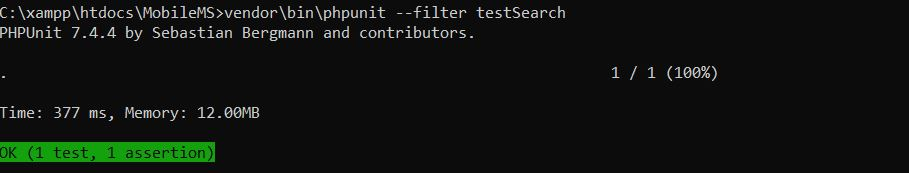 C:\xampp\htdocs\MobileMS>vendor\bin\phpunit --filter testSearch
PHPUnit 7.4.4 by Sebastian Bergmann and contributors.
. 1 / 1 (100%)
Time: 377 ms, Memory: 12.00MB
OK (1 test, 1 assertion)